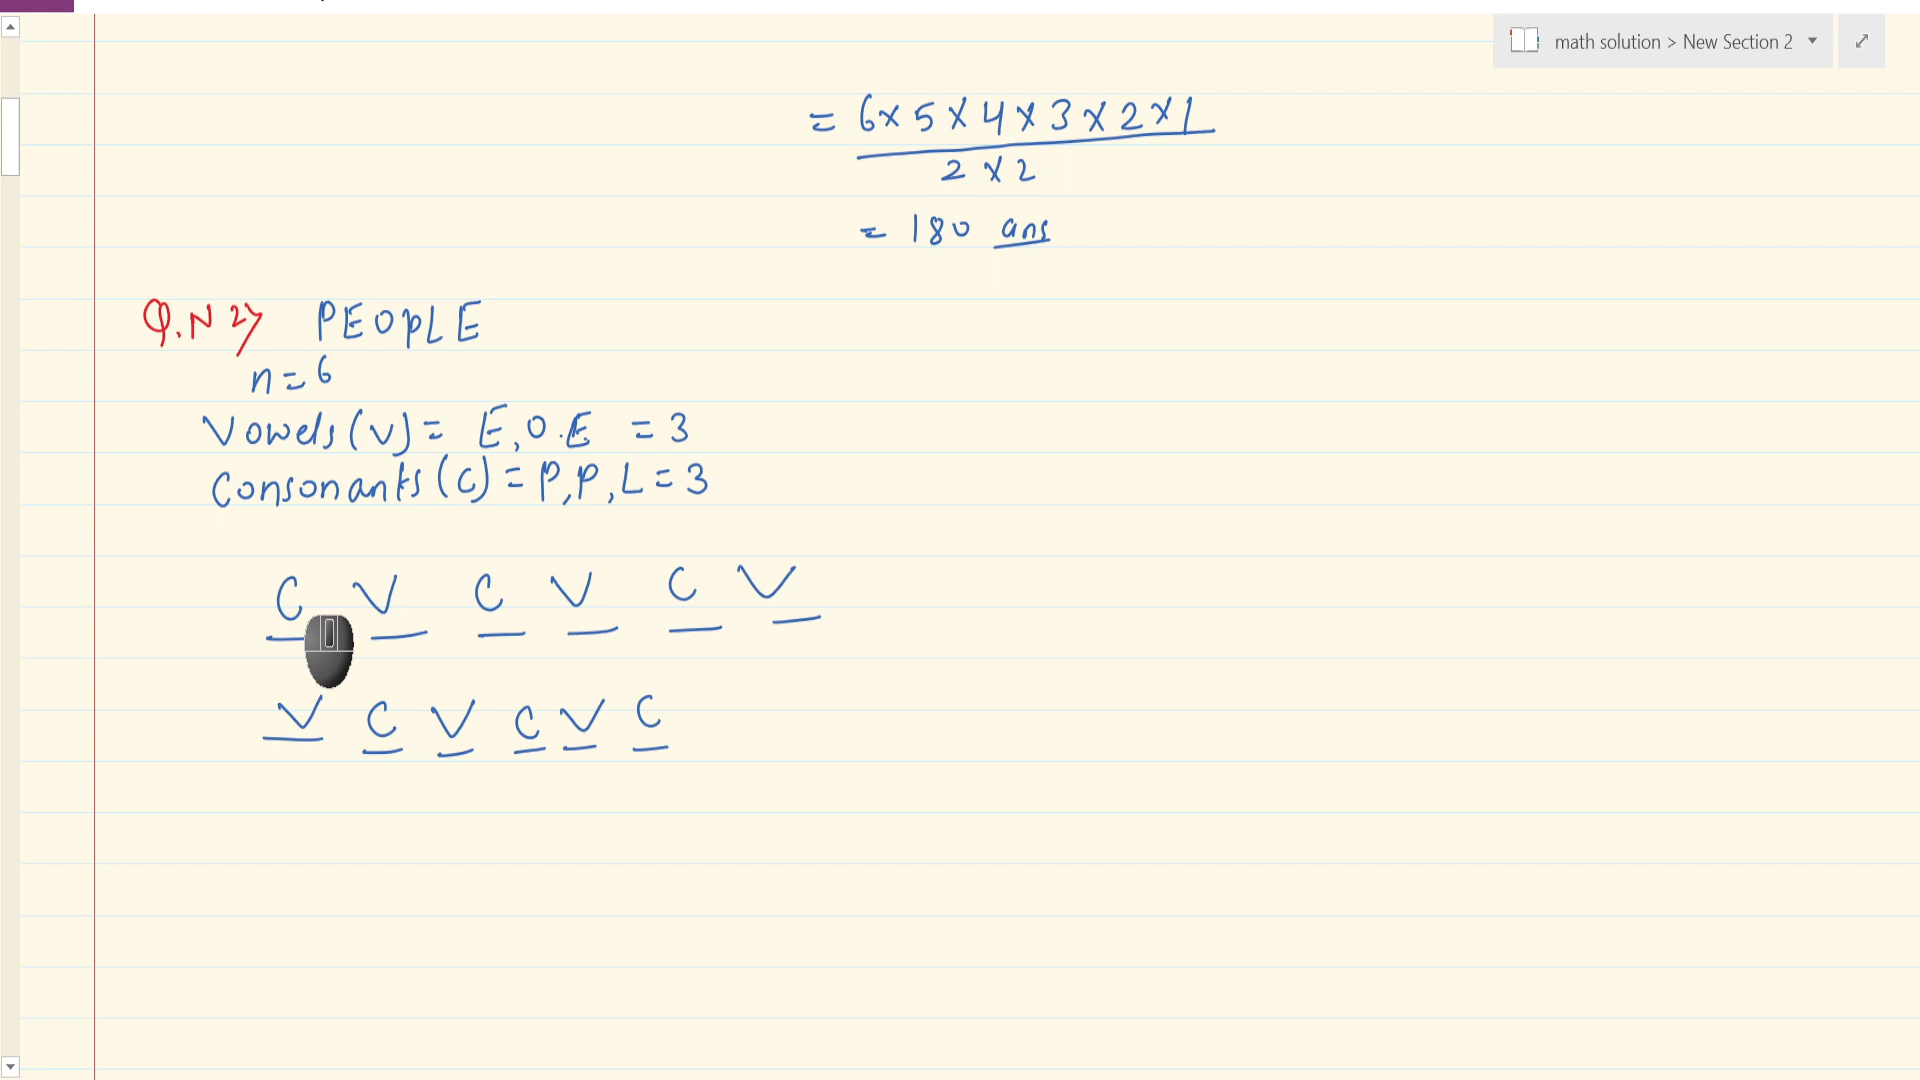 math solution > New Section 2
= 6 x 5 x 4 x 3 x 2 x 1
2 x 2
= 180 ans
Q.N 2) PEOPLE
n = 6
Vowels (V) = E, O. E = 3
Consonants (C) = P, P, L = 3
C V C V C V
V C V C V C